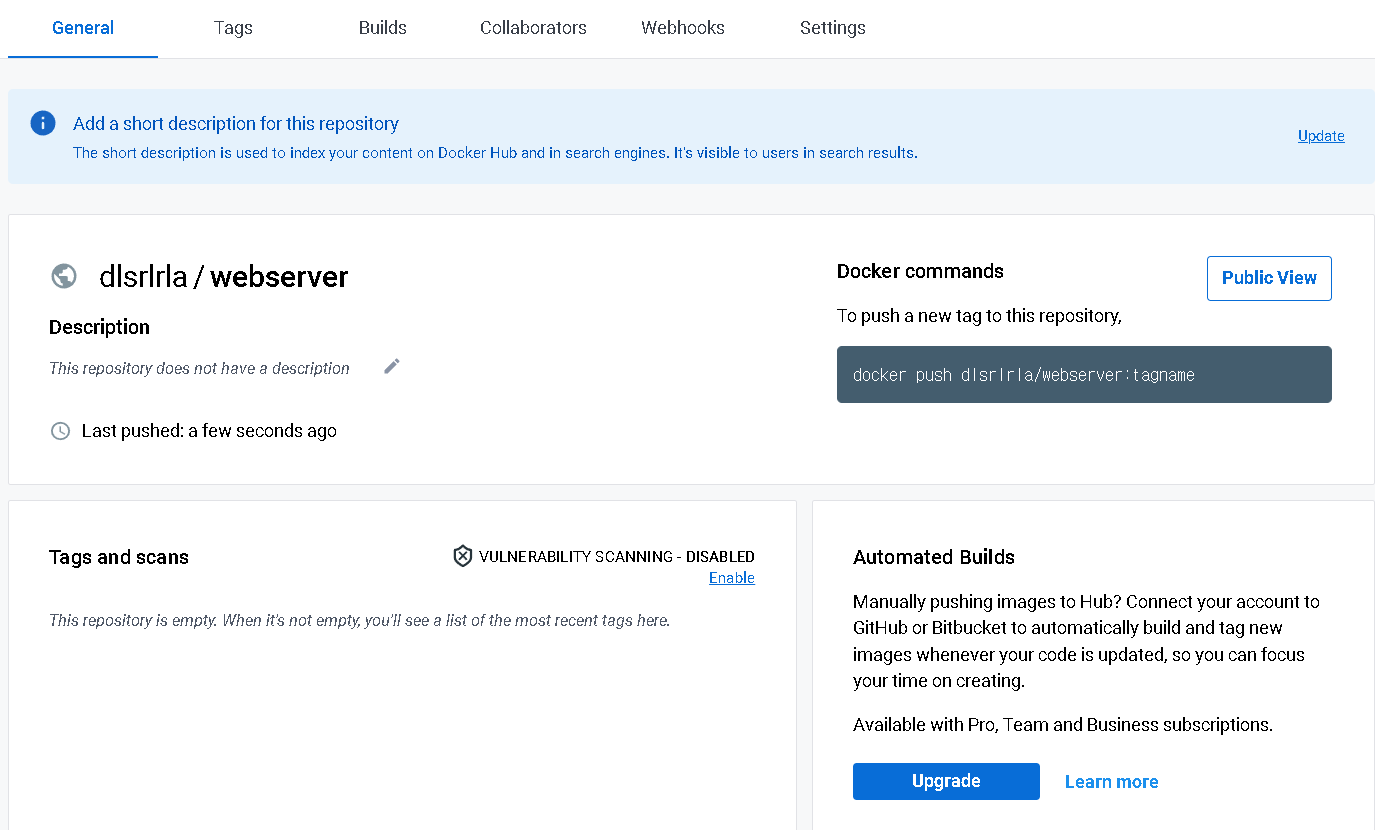 General Tags Builds Collaborators Webhooks Settings
Add a short description for this repository
The short description is used to index your content on Docker Hub and in search engines. It's visible to users in search results.
Update
dlsrlrla / webserver
Description
This repository does not have a description
Last pushed: a few seconds ago
Docker commands
Public View
To push a new tag to this repository,
docker push dlsrlrla/webserver:tagname
Tags and scans
VULNERABILITY SCANNING - DISABLED
Enable
This repository is empty. When it's not empty, you'll see a list of the most recent tags here.
Automated Builds
Manually pushing images to Hub? Connect your account to
GitHub or Bitbucket to automatically build and tag new
images whenever your code is updated, so you can focus
your time on creating.
Available with Pro, Team and Business subscriptions.
Upgrade Learn more